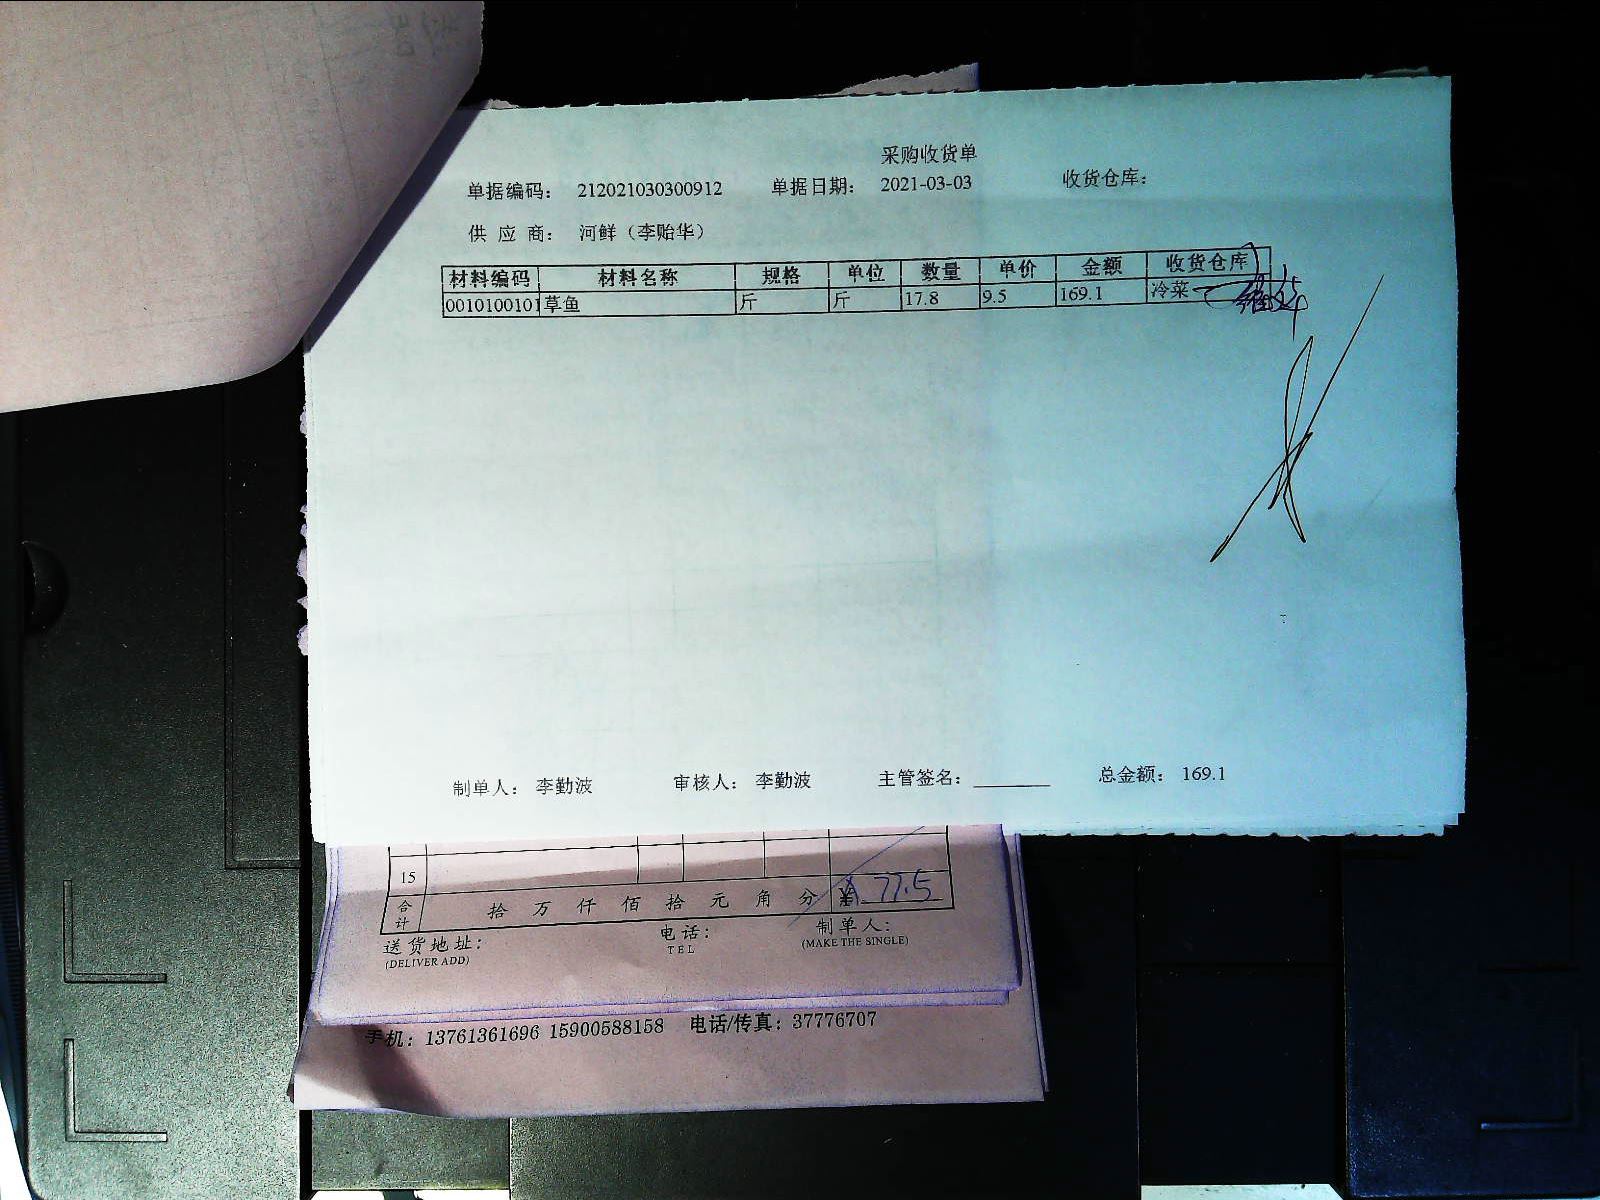 采购收货单
单据编码： 212021030300912 单据日期： 2021-03-03 收货仓库：
供 应 商： 河鲜（李贻华）
材料编码 材料名称 规格 单位 数量 单价 金额 收货仓库
0010100101 草鱼 斤 斤 17.8 9.5 169.1 冷菜
制单人： 李勤波 审核人： 李勤波 主管签名： 总金额： 169.1
15
合计 拾 万 仟 佰 拾 元 角 分 ¥ 77.5
送货地址： 电话： 制单人：
(DELIVER ADD) TEL (MAKE THE SINGLE)
手机：13761361696 15900588158 电话/传真：37776707